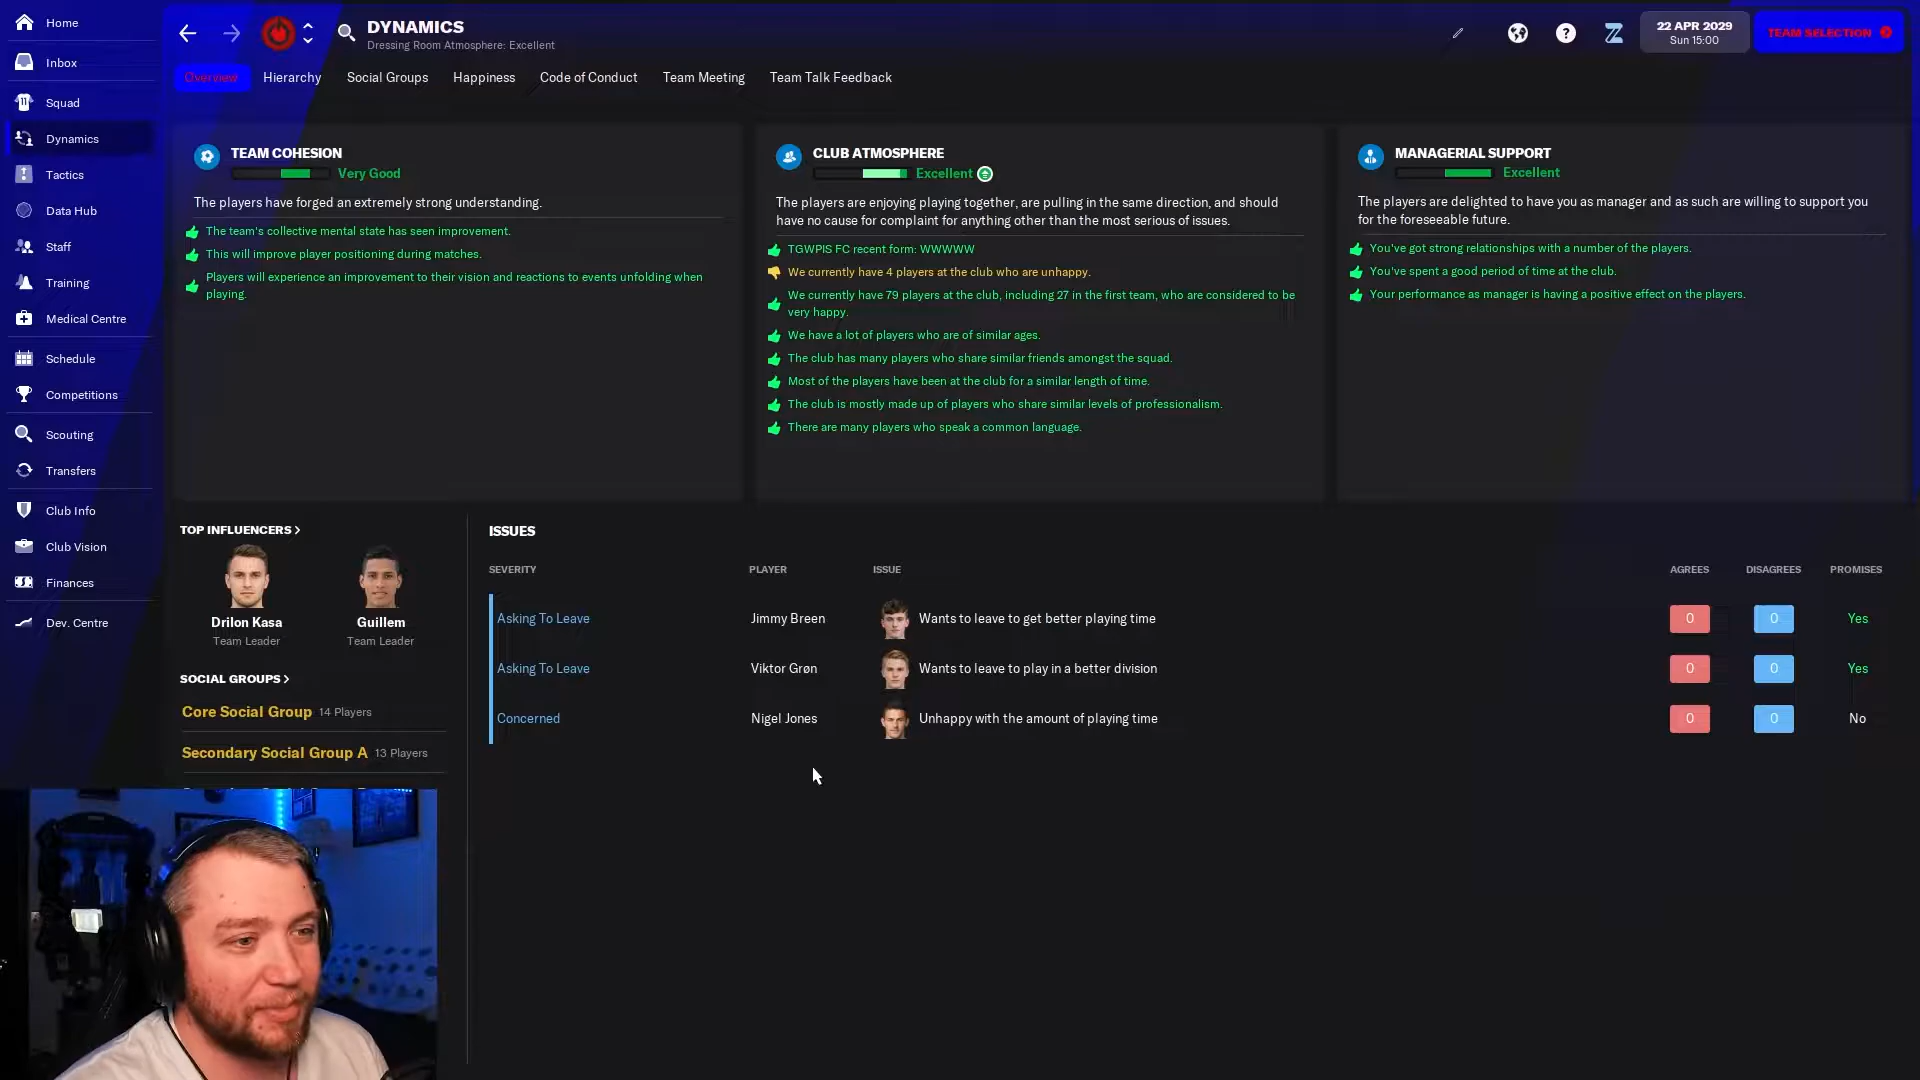 Home
Inbox
Squad
Dynamics
Tactics
Data Hub
Staff
Training
Medical Centre
Schedule
Competitions
Scouting
Transfers
Club Info
Club Vision
Finances
Dev. Centre
DYNAMICS
Dressing Room Atmosphere: Excellent
22 APR 2029
Sun 15:00
TEAM SELECTION
Overview
Hierarchy
Social Groups
Happiness
Code of Conduct
Team Meeting
Team Talk Feedback
TEAM COHESION
Very Good
The players have forged an extremely strong understanding.
The team's collective mental state has seen improvement.
This will improve player positioning during matches.
Players will experience an improvement to their vision and reactions to events unfolding when
playing.
CLUB ATMOSPHERE
Excellent
The players are enjoying playing together, are pulling in the same direction, and should
have no cause for complaint for anything other than the most serious of issues.
TGWPIS FC recent form: WWWWW
We currently have 4 players at the club who are unhappy.
We currently have 79 players at the club, including 27 in the first team, who are considered to be
very happy.
We have a lot of players who are of similar ages.
The club has many players who share similar friends amongst the squad.
Most of the players have been at the club for a similar length of time.
The club is mostly made up of players who share similar levels of professionalism.
There are many players who speak a common language.
MANAGERIAL SUPPORT
Excellent
The players are delighted to have you as manager and as such are willing to support you
for the foreseeable future.
You've got strong relationships with a number of the players.
You've spent a good period of time at the club.
Your performance as manager is having a positive effect on the players.
TOP INFLUENCERS >
Drilon Kasa
Team Leader
Guillem
Team Leader
SOCIAL GROUPS >
Core Social Group 14 Players
Secondary Social Group A 13 Players
ISSUES
SEVERITY PLAYER ISSUE AGREES DISAGREES PROMISES
Asking To Leave Jimmy Breen Wants to leave to get better playing time 0 0 Yes
Asking To Leave Viktor Grøn Wants to leave to play in a better division 0 0 Yes
Concerned Nigel Jones Unhappy with the amount of playing time 0 0 No